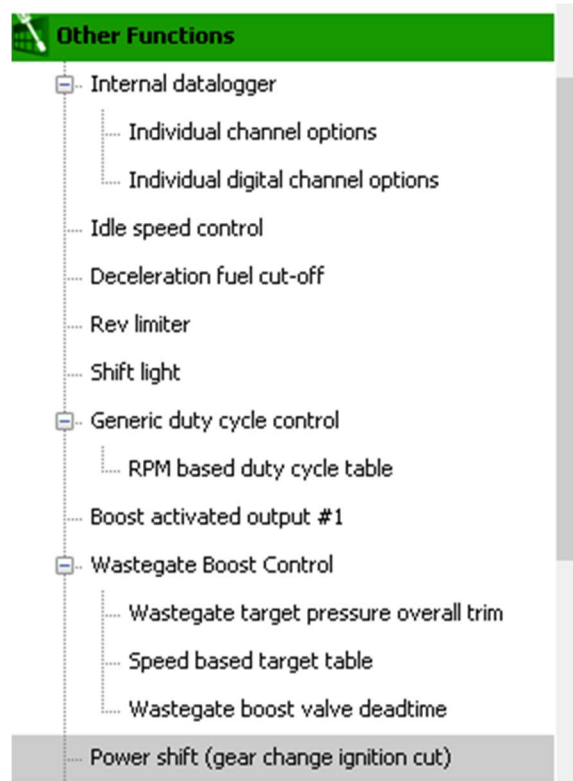 Other Functions
Internal datalogger
Individual channel options
Individual digital channel options
Idle speed control
Deceleration fuel cut-off
Rev limiter
Shift light
Generic duty cycle control
RPM based duty cycle table
Boost activated output #1
Wastegate Boost Control
Wastegate target pressure overall trim
Speed based target table
Wastegate boost valve deadtime
Power shift (gear change ignition cut)